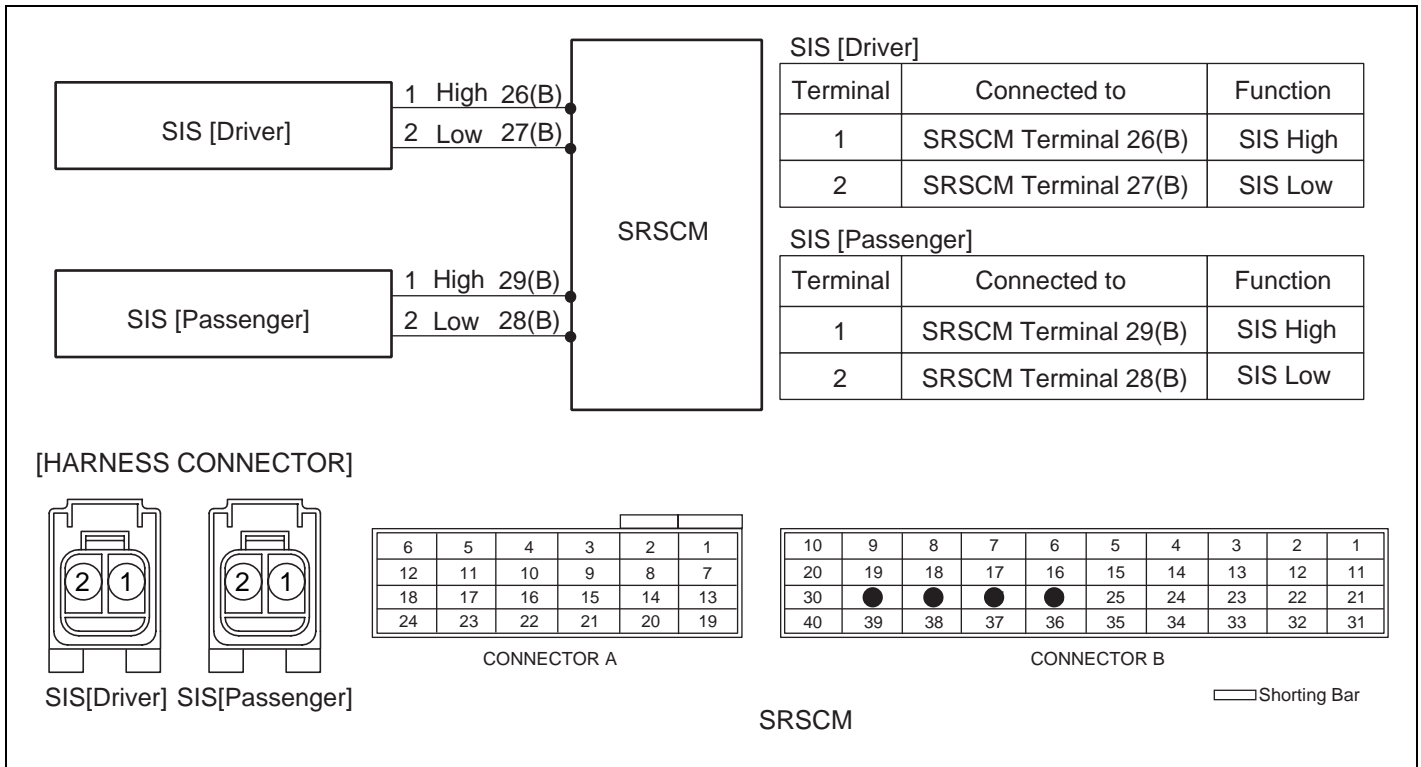 SIS [Driver]
1 High 26(B)
2 Low 27(B)
SIS [Passenger]
1 High 29(B)
2 Low 28(B)
SRSCM
SIS [Driver]
Terminal Connected to Function
1 SRSCM Terminal 26(B) SIS High
2 SRSCM Terminal 27(B) SIS Low
SIS [Passenger]
Terminal Connected to Function
1 SRSCM Terminal 29(B) SIS High
2 SRSCM Terminal 28(B) SIS Low
[HARNESS CONNECTOR]
2 1
SIS[Driver]
2 1
SIS[Passenger]
6 5 4 3 2 1
12 11 10 9 8 7
18 17 16 15 14 13
24 23 22 21 20 19
CONNECTOR A
10 9 8 7 6 5 4 3 2 1
20 19 18 17 16 15 14 13 12 11
30 25 24 23 22 21
40 39 38 37 36 35 34 33 32 31
CONNECTOR B
Shorting Bar
SRSCM